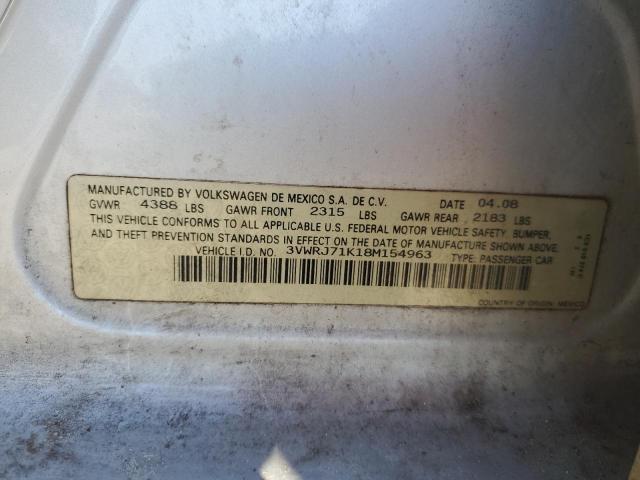 MANUFACTURED BY VOLKSWAGEN DE MEXICO S.A. DE C.V. DATE 04.08
GVWR 4388 LBS GAWR FRONT 2315 LBS GAWR REAR 2183 LBS
THIS VEHICLE CONFORMS TO ALL APPLICABLE U.S. FEDERAL MOTOR VEHICLE SAFETY, BUMPER,
AND THEFT PREVENTION STANDARDS IN EFFECT ON THE DATE OF MANUFACTURE SHOWN ABOVE.
VEHICLE I.D. NO. 3VWRJ71K18M154963 TYPE: PASSENGER CAR
COUNTRY OF ORIGIN: MEXICO